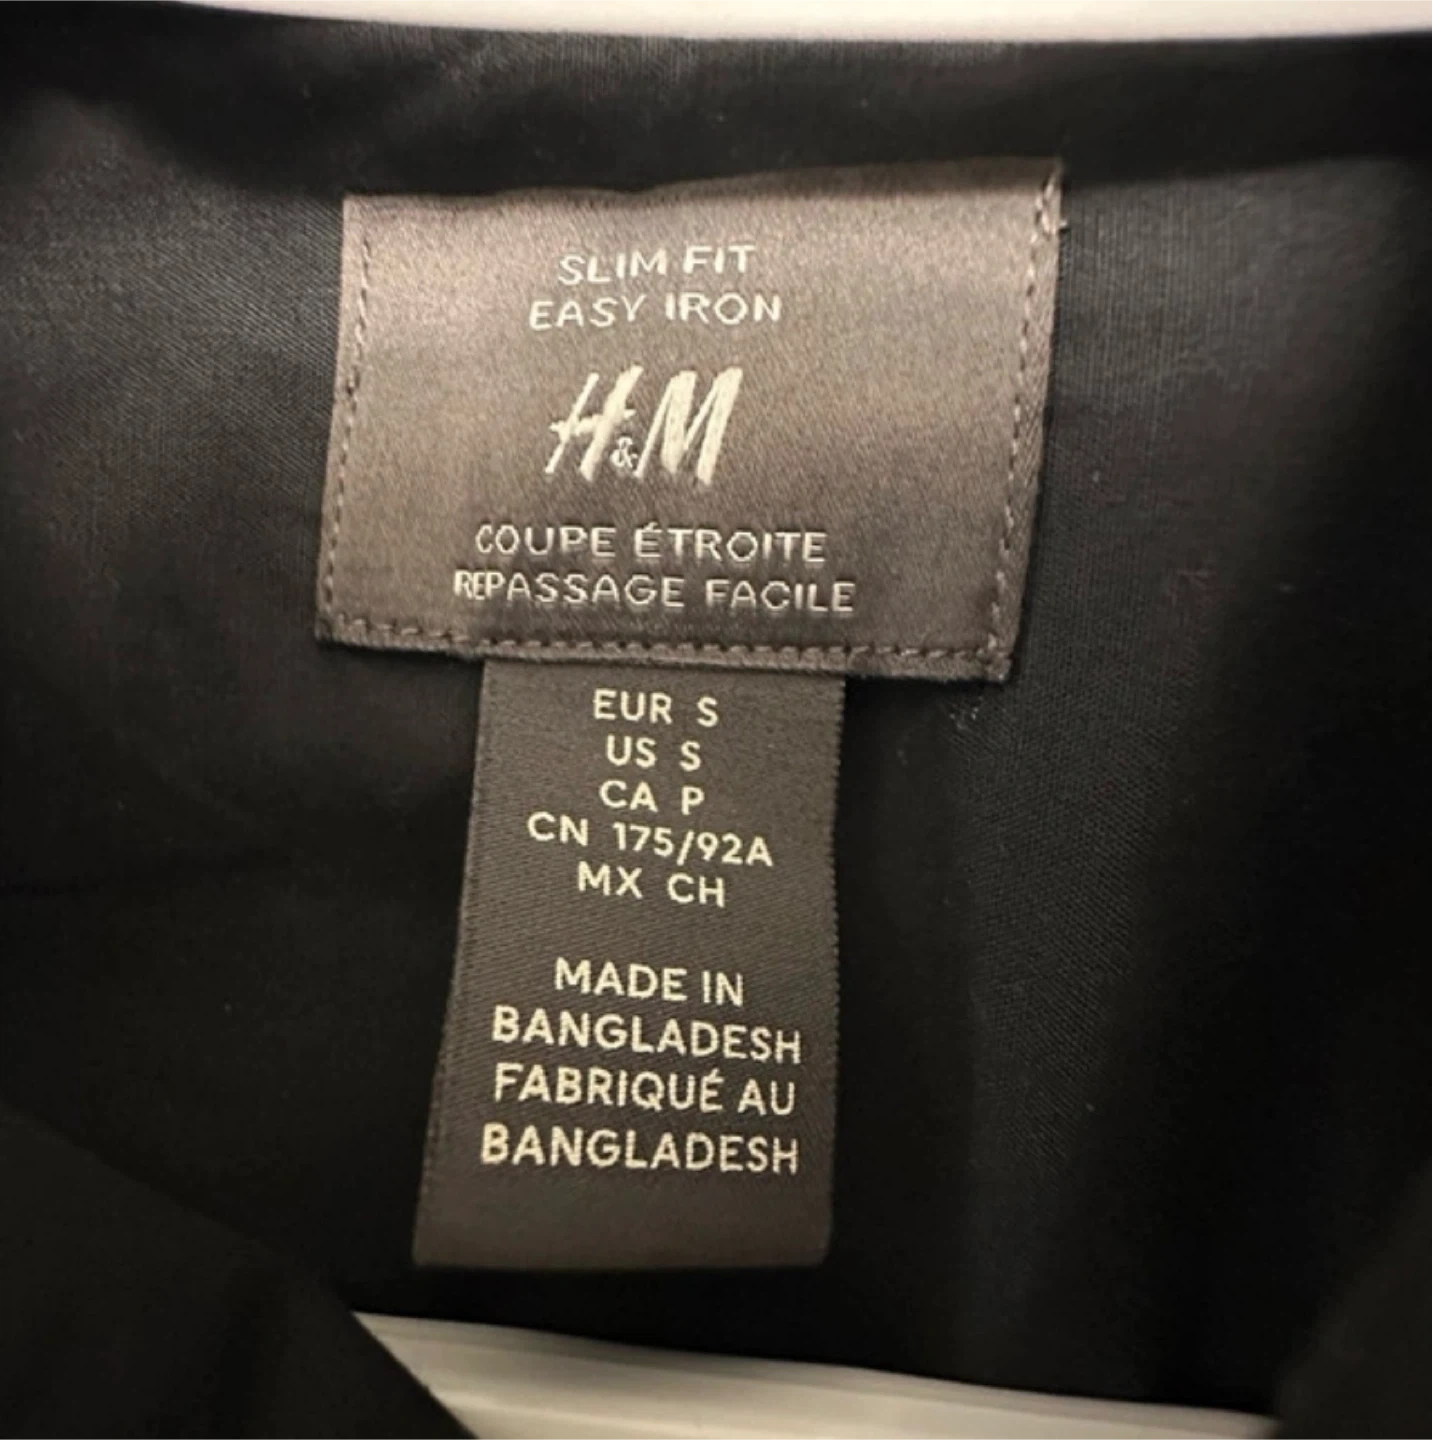 SLIM FIT
EASY IRON
H&M
COUPE ÉTROITE
REPASSAGE FACILE
EUR S
US S
CA P
CN 175/92A
MX CH
MADE IN
BANGLADESH
FABRIQUÉ AU
BANGLADESH